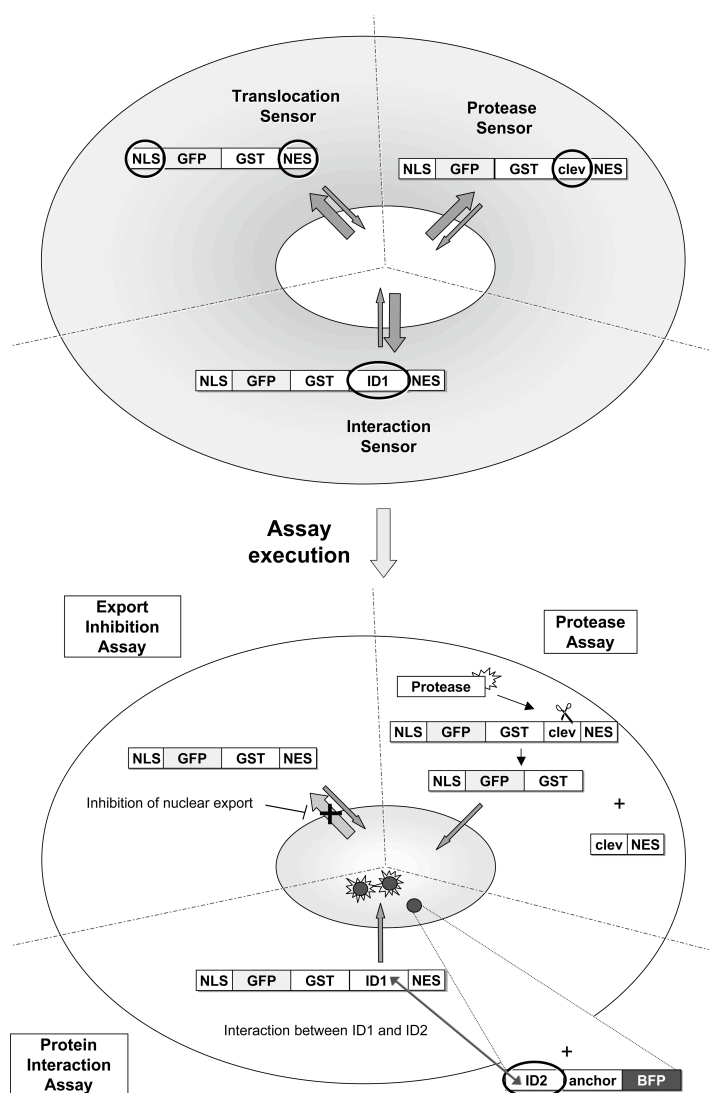 Translocation
Sensor
NLS GFP GST NES
Protease
Sensor
NLS GFP GST clev NES
NLS GFP GST ID1 NES
Interaction
Sensor
Assay
execution
Export
Inhibition
Assay
Protease
Assay
Protease
NLS GFP GST clev NES
NLS GFP GST
+
clev NES
NLS GFP GST NES
Inhibition of nuclear export
NLS GFP GST ID1 NES
Interaction between ID1 and ID2
Protein
Interaction
Assay
+
ID2 anchor BFP